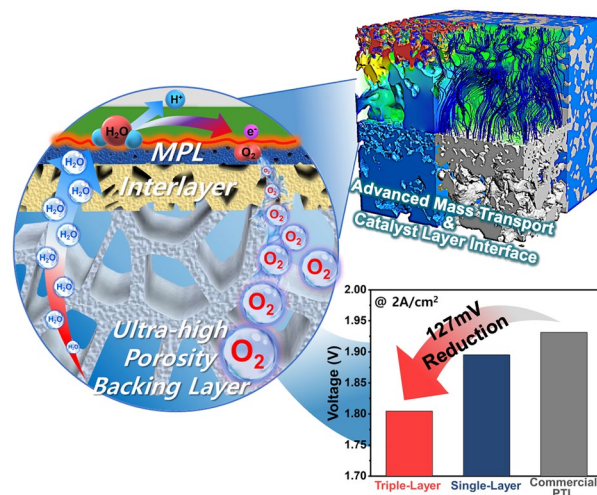 H⁺
H₂O
e⁻
O₂
MPL
H₂O
Interlayer
O₂
H₂O
O₂
H₂O
O₂
O₂
H₂O
O₂
O₂
H₂O
O₂
H₂O
Ultra-high
Porosity
Backing Layer
O₂
H₂O
Advanced Mass Transport
&
Catalyst Layer Interface
@ 2A/cm²
127mV
Reduction
Voltage (V)
2.00
1.95
1.90
1.85
1.80
1.75
1.70
Triple-Layer
Single-Layer
Commercial
PTL